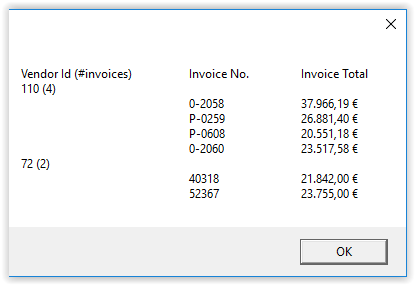 Vendor Id (#invoices) Invoice No. Invoice Total
110 (4)
0-2058 37.966,19 €
P-0259 26.881,40 €
P-0608 20.551,18 €
0-2060 23.517,58 €
72 (2)
40318 21.842,00 €
52367 23.755,00 €
OK